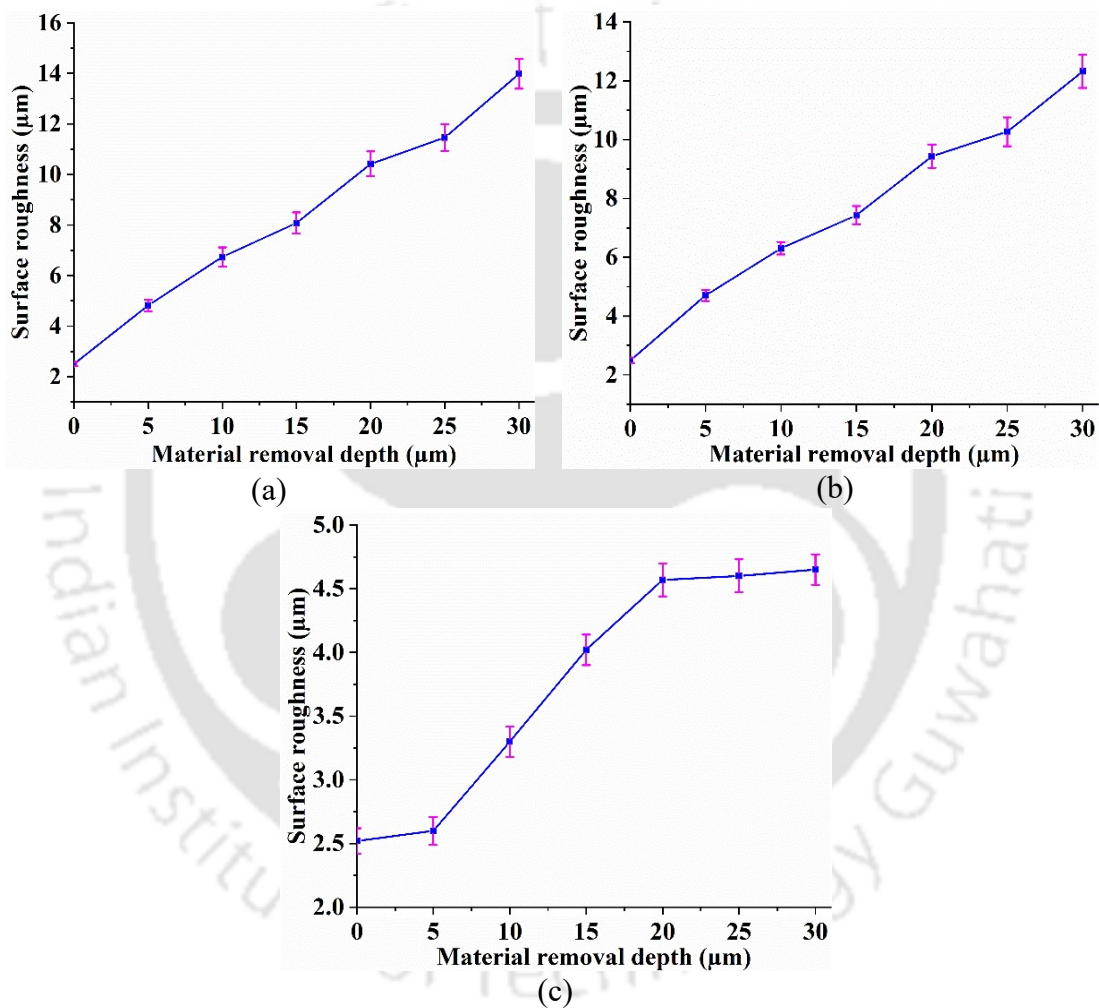 16
14
12
10
8
6
4
2
0 5 10 15 20 25 30
Surface roughness (µm)
Material removal depth (µm)
(a)
14
12
10
8
6
4
2
0 5 10 15 20 25 30
Surface roughness (µm)
Material removal depth (µm)
(b)
5.0
4.5
4.0
3.5
3.0
2.5
2.0
0 5 10 15 20 25 30
Surface roughness (µm)
Material removal depth (µm)
(c)
Indian Institu
gy Guwahati